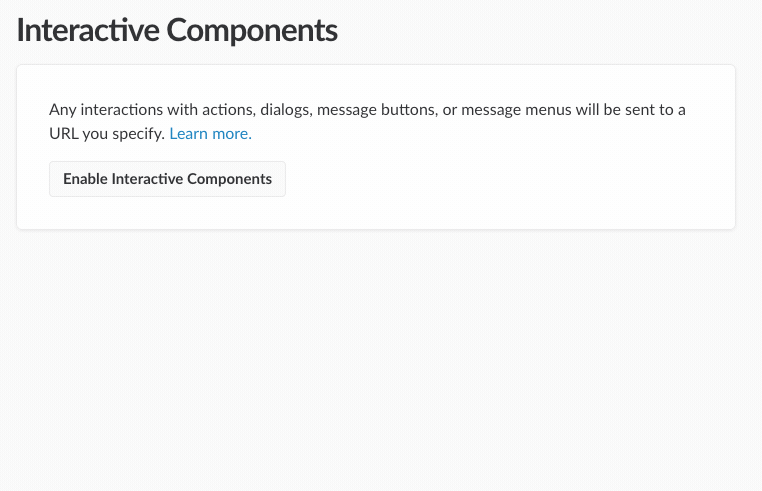 Interactive Components
Any interactions with actions, dialogs, message buttons, or message menus will be sent to a
URL you specify. Learn more.
Enable Interactive Components